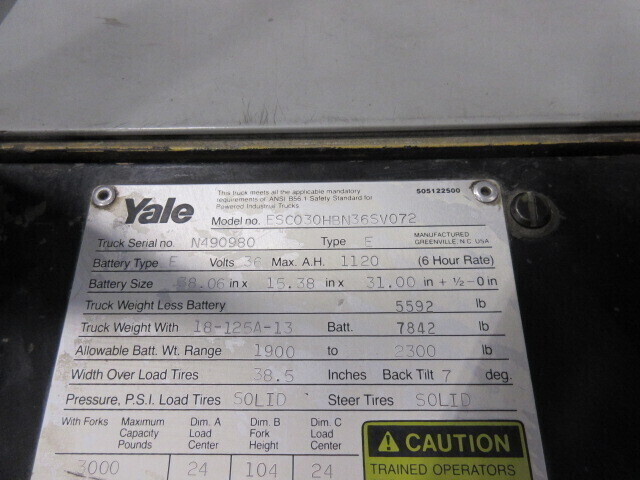 Yale
This truck meets all the applicable mandatory
requirements of ANSI B56.1 Safety Standard for
Powered Industrial Trucks.
505122500
Model no. ESC030HBN36SV072
Truck Serial no. N490980 Type E
MANUFACTURED
GREENVILLE N.C. USA
Battery Type E Volts 36 Max. A.H. 1120 (6 Hour Rate)
Battery Size 38.06 in x 15.38 in x 31.00 in + ½-0 in
Truck Weight Less Battery 5592 lb
Truck Weight With 18-125A-13 Batt. 7842 lb
Allowable Batt. Wt. Range 1900 to 2300 lb
Width Over Load Tires 38.5 Inches Back Tilt 7 deg.
Pressure, P.S.I. Load Tires SOLID Steer Tires SOLID
With Forks Maximum Capacity Pounds Dim. A Load Center Dim. B Fork Height Dim. C Load Center
3000 24 104 24
CAUTION
TRAINED OPERATORS